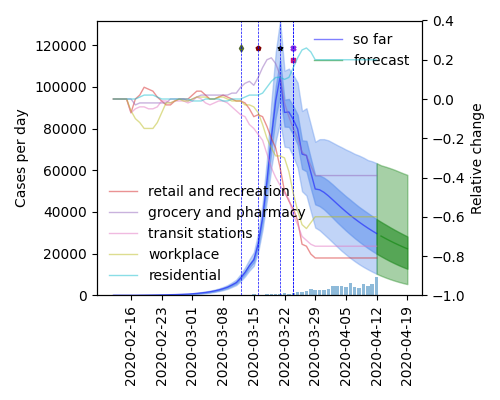 Cases per day
120000
100000
80000
60000
40000
20000
0
0.4
0.2
0.0
−0.2
−0.4
−0.6
−0.8
−1.0
Relative change
so far
forecast
retail and recreation
grocery and pharmacy
transit stations
workplace
residential
2020-02-16
2020-02-23
2020-03-01
2020-03-08
2020-03-15
2020-03-22
2020-03-29
2020-04-05
2020-04-12
2020-04-19